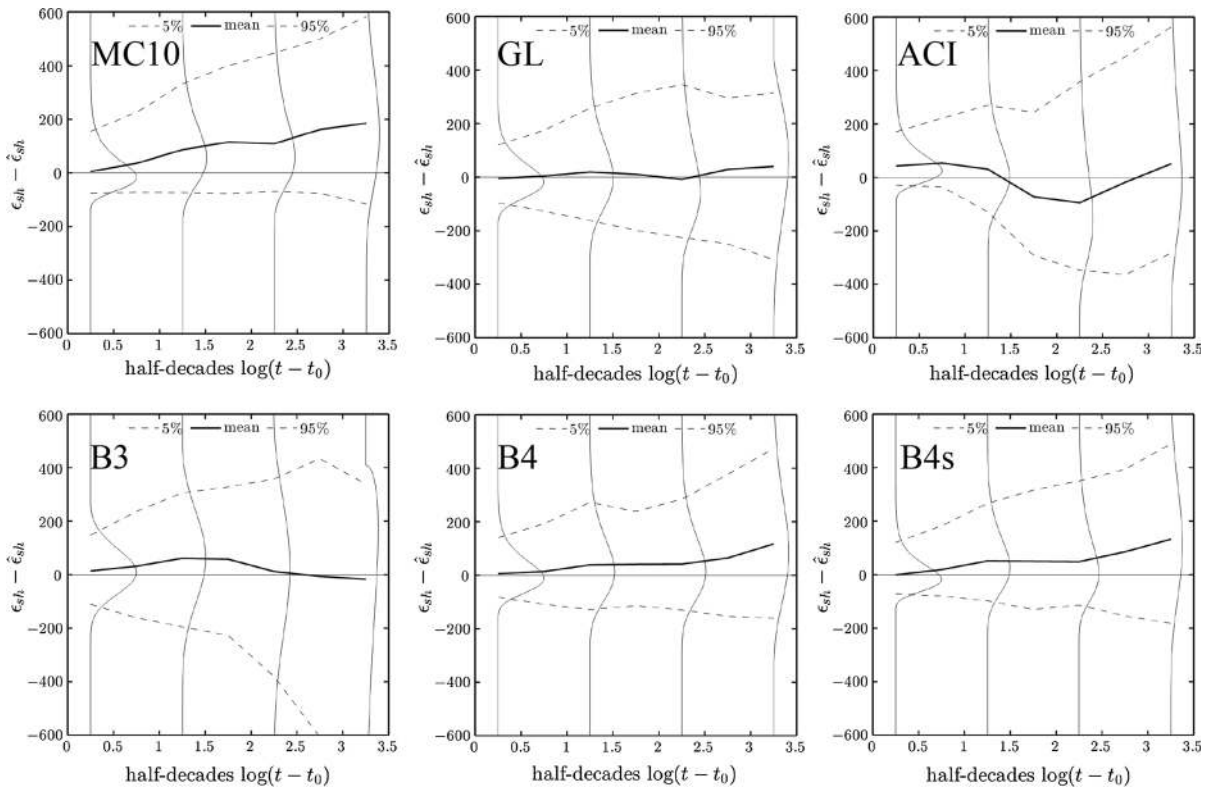 600
400
200
0
−200
−400
−600
5% mean 95%
MC10
ϵsh − ϵ̂sh
0 0.5 1 1.5 2 2.5 3 3.5
half-decades log(t − t0)
600
400
200
0
−200
−400
−600
5% mean 95%
GL
ϵsh − ϵ̂sh
0 0.5 1 1.5 2 2.5 3 3.5
half-decades log(t − t0)
600
400
200
0
−200
−400
−600
5% mean 95%
ACI
ϵsh − ϵ̂sh
0 0.5 1 1.5 2 2.5 3 3.5
half-decades log(t − t0)
600
400
200
0
−200
−400
−600
5% mean 95%
B3
ϵsh − ϵ̂sh
0 0.5 1 1.5 2 2.5 3 3.5
half-decades log(t − t0)
600
400
200
0
−200
−400
−600
5% mean 95%
B4
ϵsh − ϵ̂sh
0 0.5 1 1.5 2 2.5 3 3.5
half-decades log(t − t0)
600
400
200
0
−200
−400
−600
5% mean 95%
B4s
ϵsh − ϵ̂sh
0 0.5 1 1.5 2 2.5 3 3.5
half-decades log(t − t0)